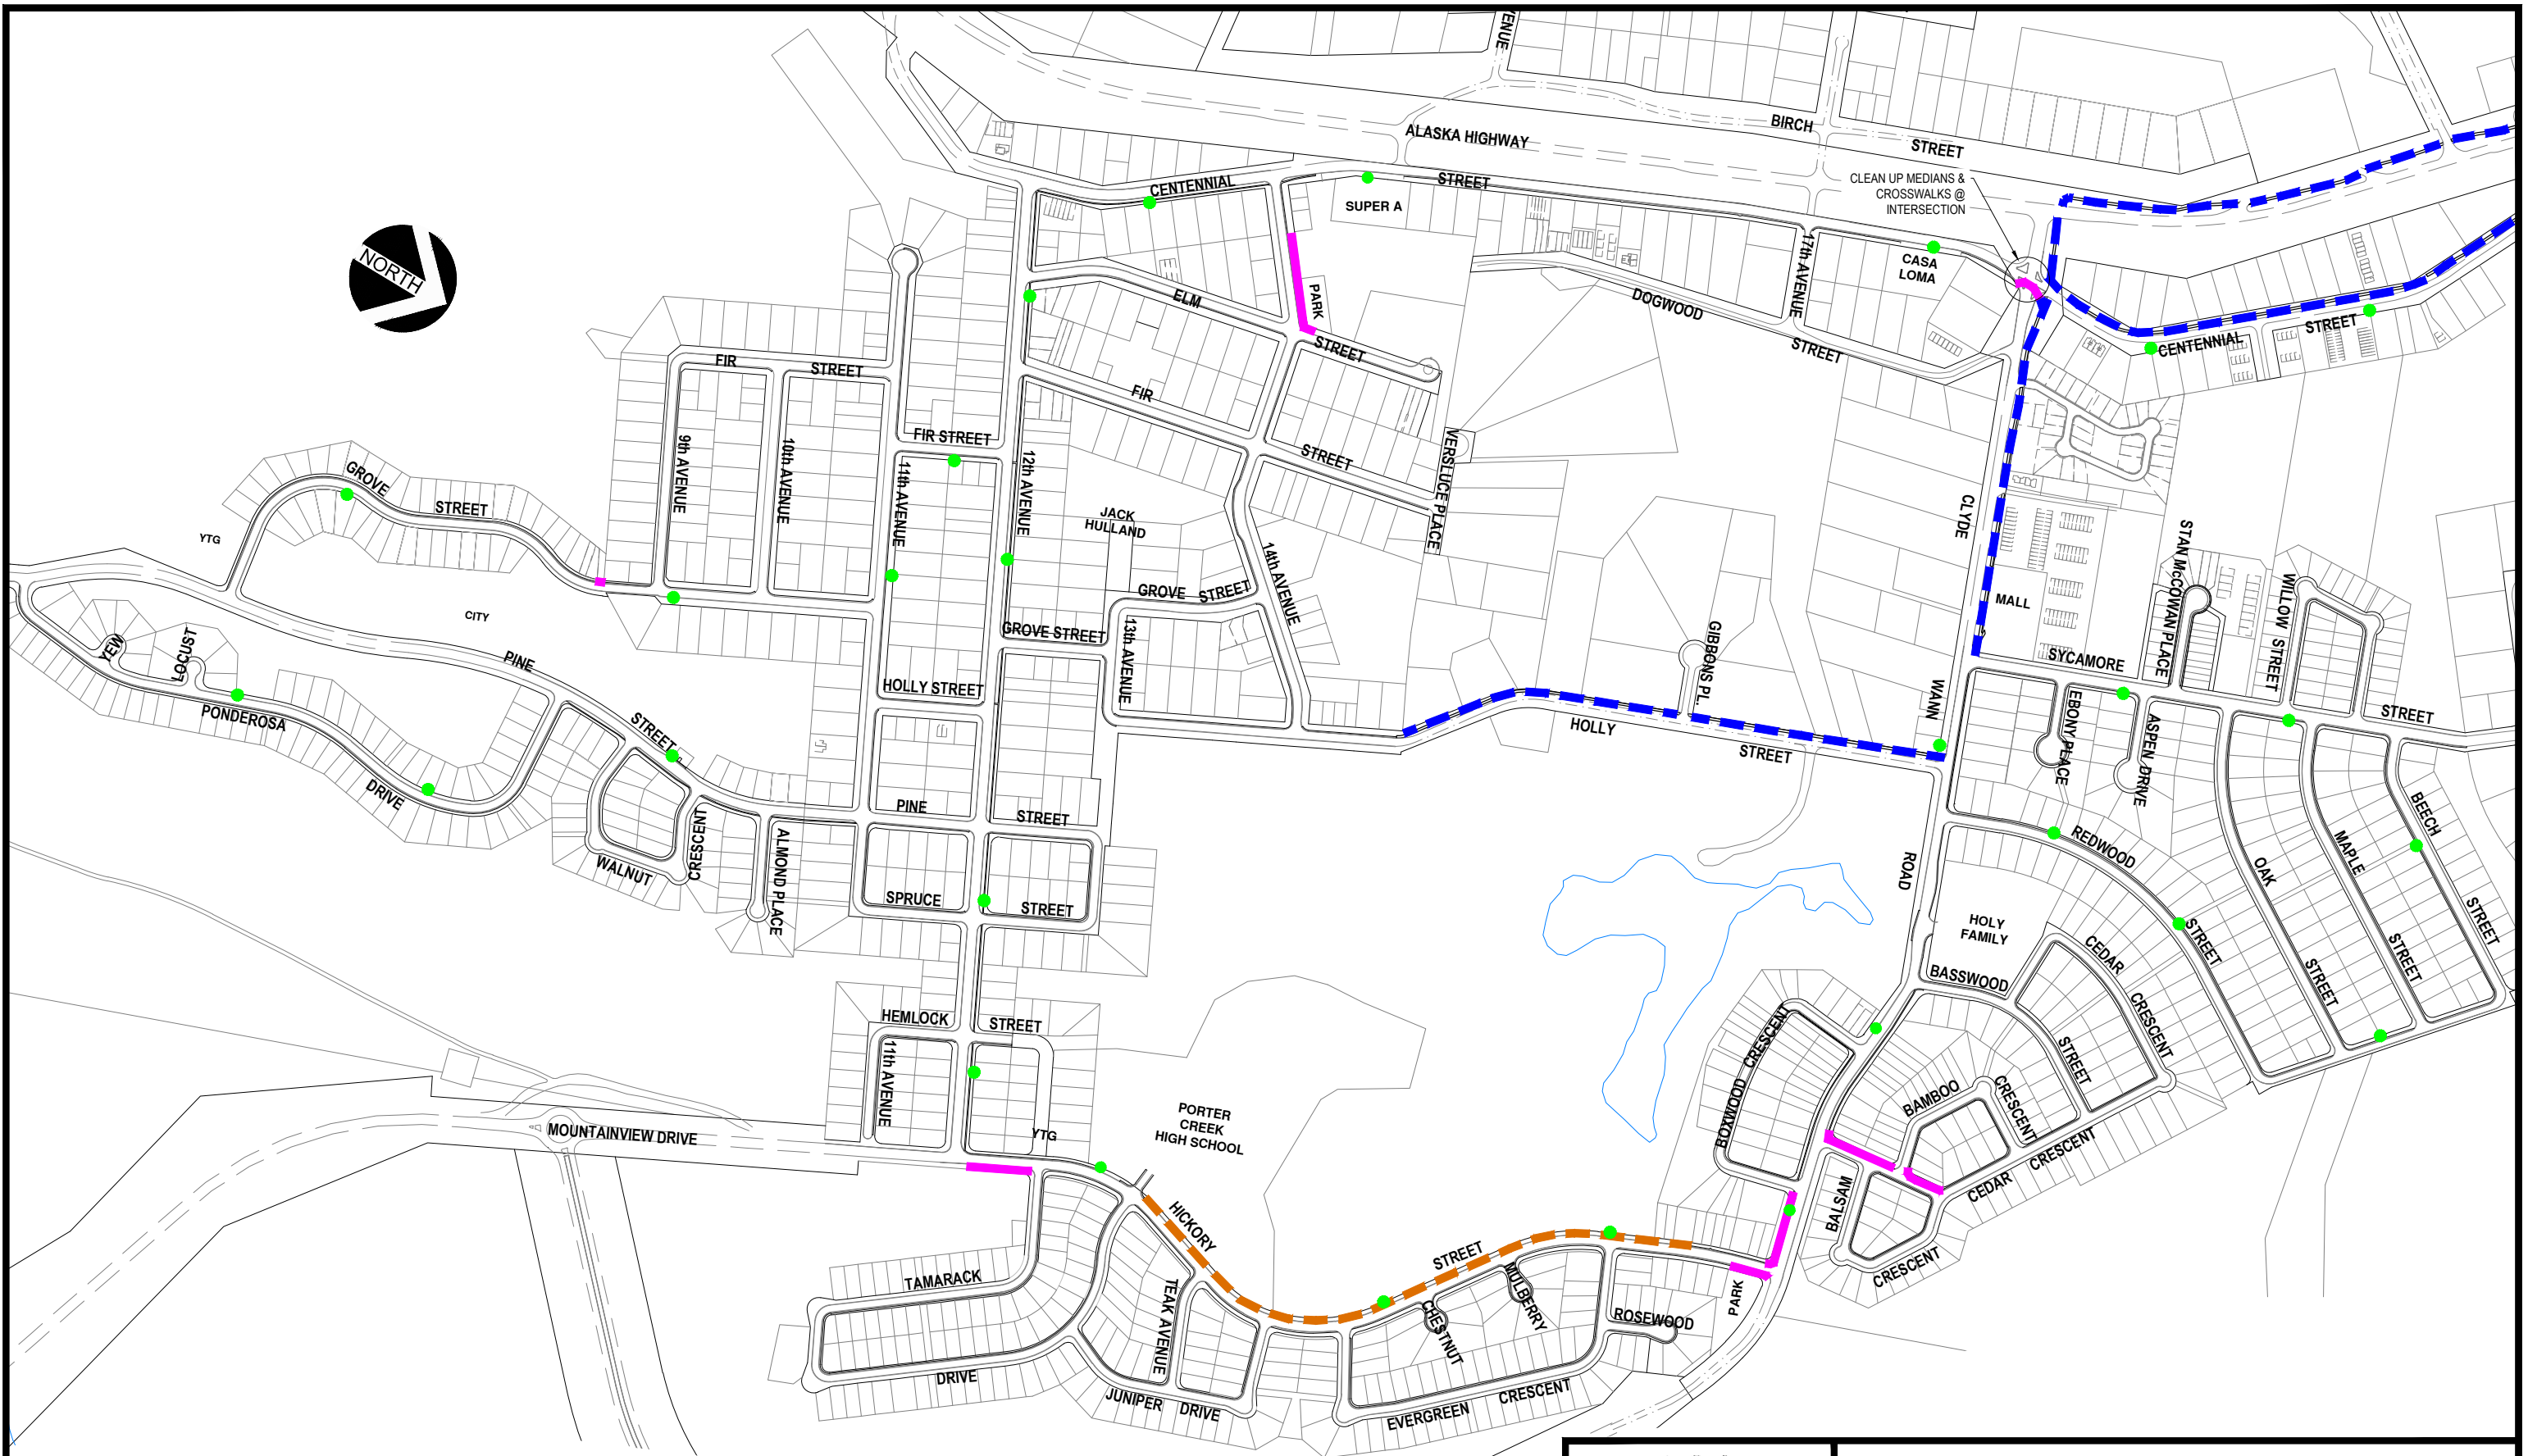 VENUE
ALASKA HIGHWAY
BIRCH
STREET
CLEAN UP MEDIANS &
CROSSWALKS @
INTERSECTION
CENTENNIAL
STREET
SUPER A
NORTH
17th AVENUE
CASA
LOMA
PARK
ELM
STREET
DOGWOOD
STREET
CENTENNIAL
STREET
FIR
STREET
FIR
STREET
FIR STREET
9th AVENUE
10th AVENUE
11th AVENUE
12th AVENUE
VERSLUCE PLACE
GROVE
STREET
JACK
HULLAND
CLYDE
YTG
CITY
14th AVENUE
GROVE STREET
GROVE STREET
13th AVENUE
GIBBONS PL.
MALL
STAN McCOWAN PLACE
WILLOW STREET
SYCAMORE
STREET
YEW
LOCUST
PINE
STREET
HOLLY STREET
PONDEROSA
DRIVE
HOLLY
STREET
WANN
EBONY PLACE
ASPEN DRIVE
PINE
STREET
WALNUT
CRESCENT
ALMOND PLACE
SPRUCE
STREET
ROAD
REDWOOD
STREET
OAK
STREET
MAPLE
STREET
BEECH
STREET
HOLY
FAMILY
CEDAR
CRESCENT
BASSWOOD
STREET
HEMLOCK
STREET
11th AVENUE
BOXWOOD CRESCENT
BAMBOO
CRESCENT
PORTER
CREEK
HIGH SCHOOL
YTG
MOUNTAINVIEW DRIVE
CEDAR
CRESCENT
BALSAM
CRESCENT
HICKORY
STREET
TAMARACK
DRIVE
TEAK AVENUE
JUNIPER DRIVE
CHESTNUT
MULBERRY
ROSEWOOD
PARK
EVERGREEN CRESCENT